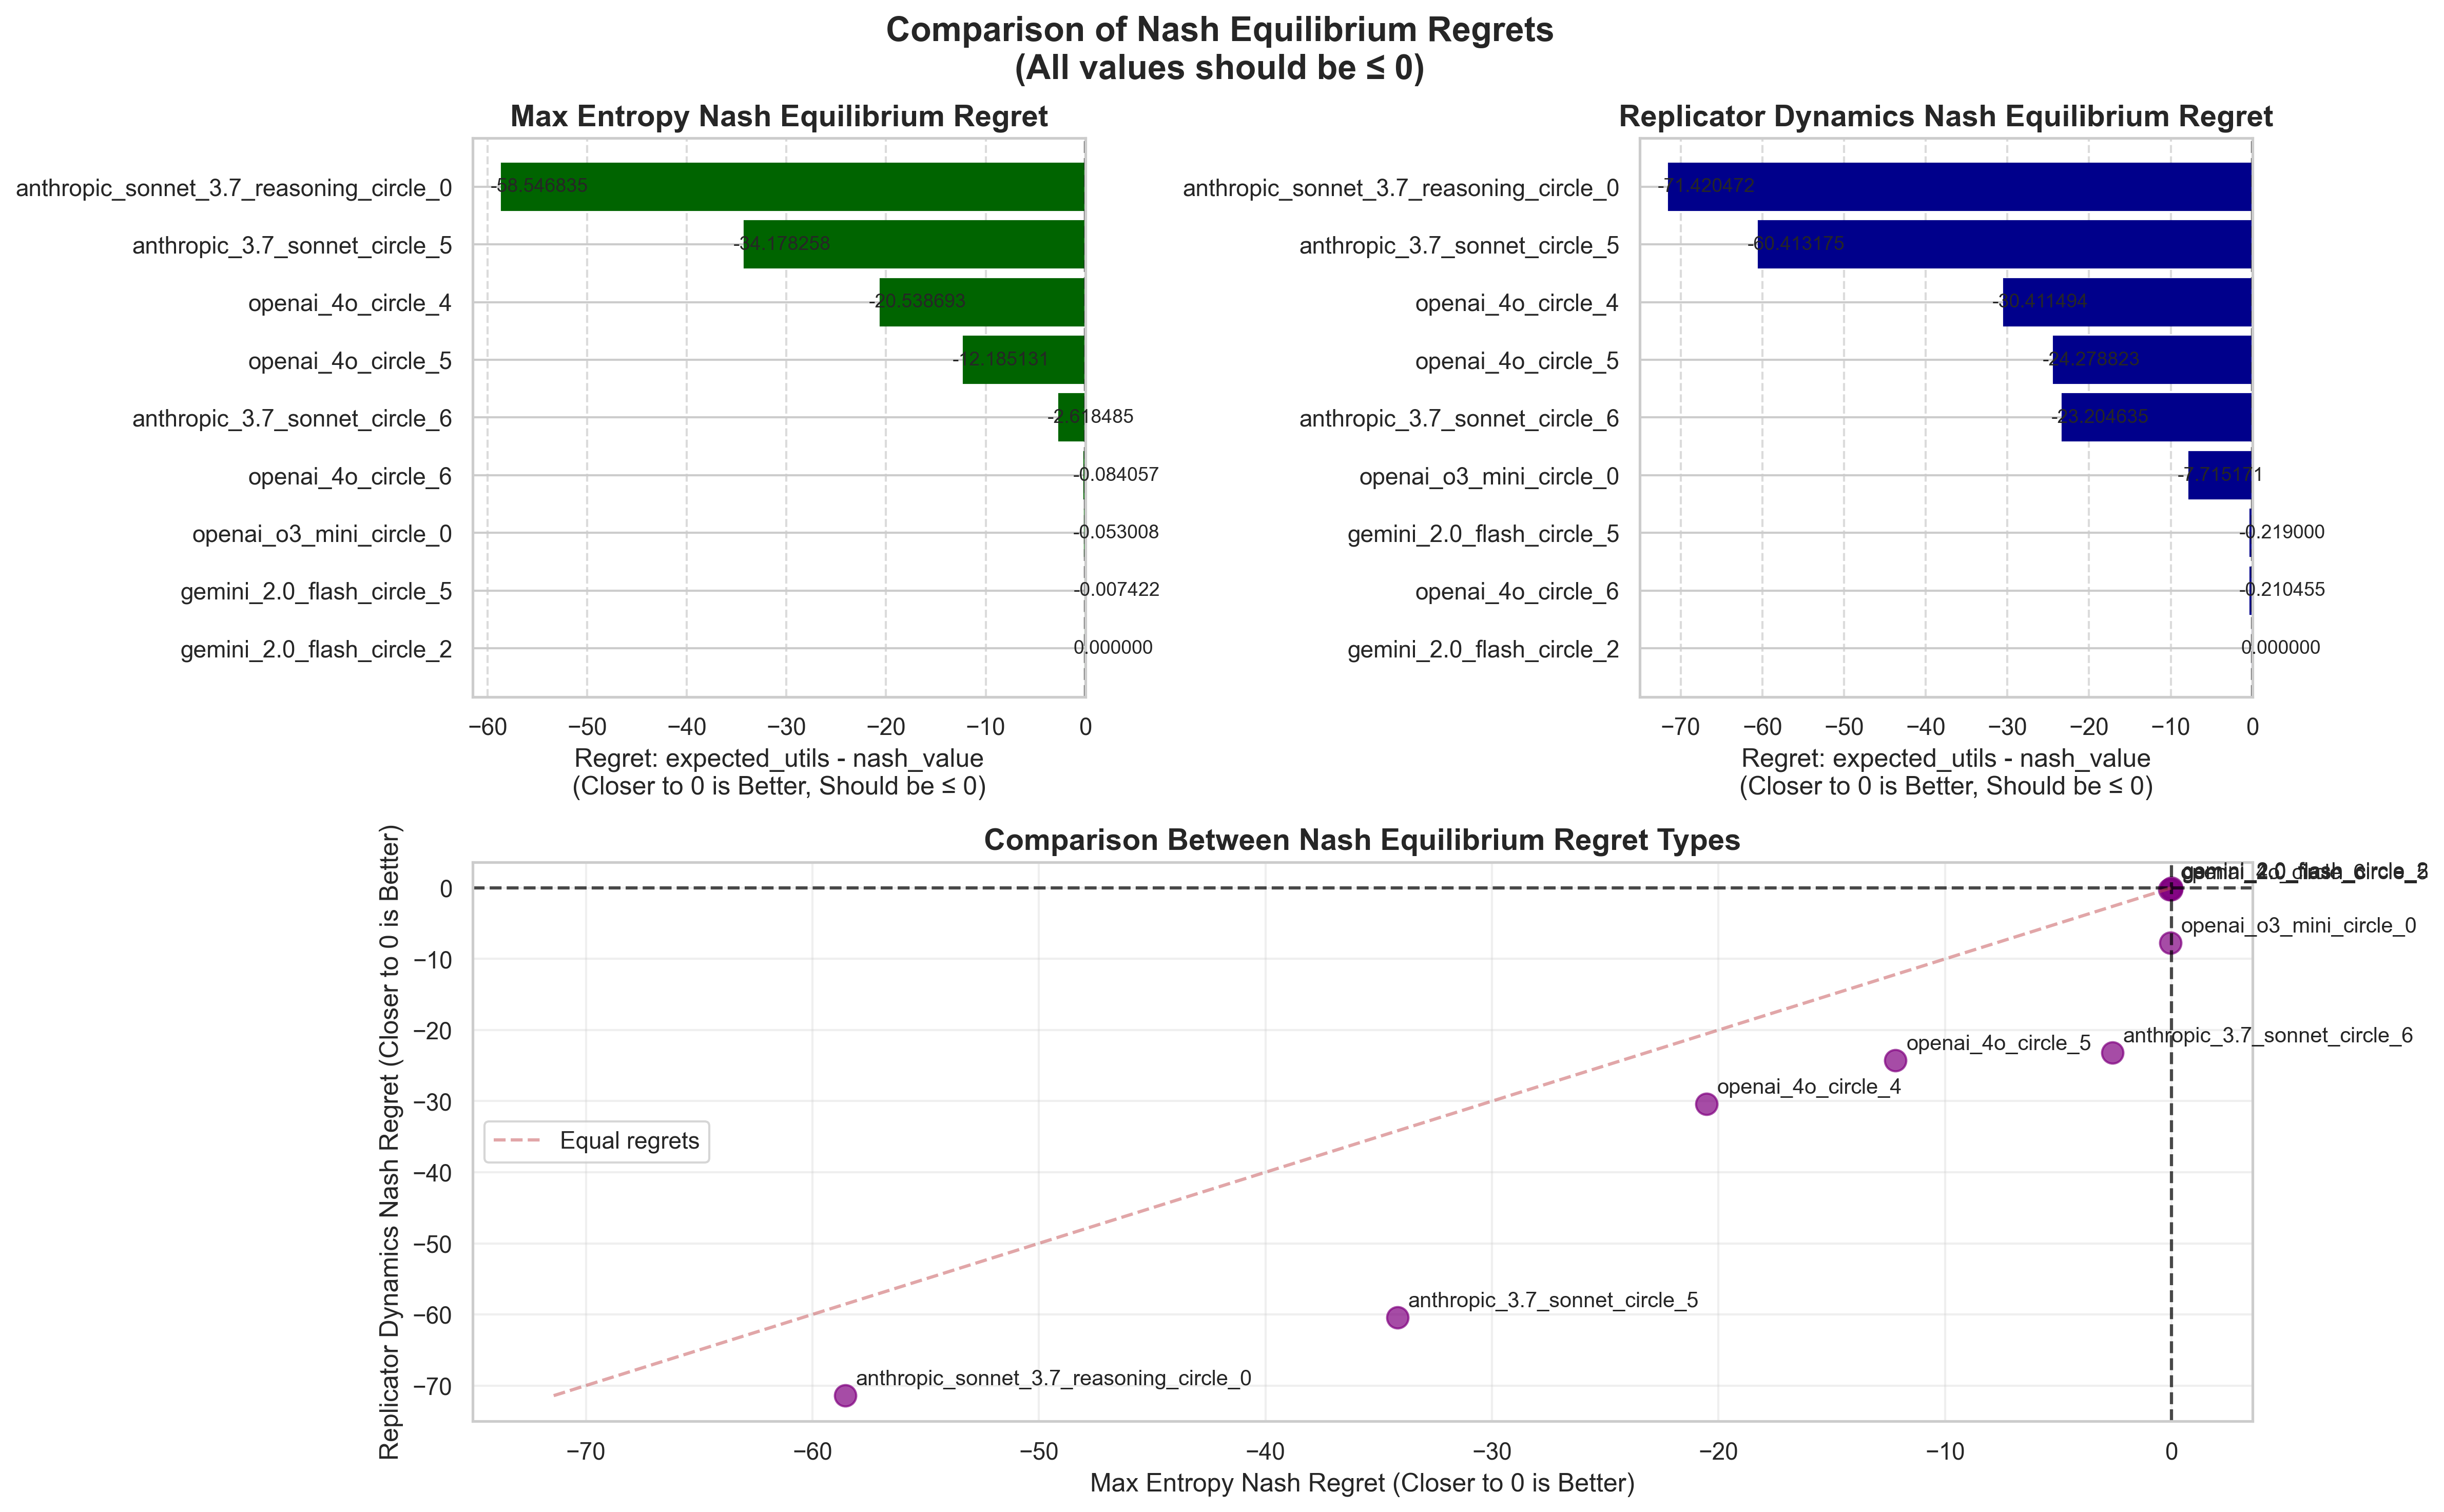 Comparison of Nash Equilibrium Regrets
(All values should be ≤ 0)
Max Entropy Nash Equilibrium Regret
anthropic_sonnet_3.7_reasoning_circle_0
-58.546835
anthropic_3.7_sonnet_circle_5
-34.178258
openai_4o_circle_4
-20.538693
openai_4o_circle_5
-12.185131
anthropic_3.7_sonnet_circle_6
-2.618485
openai_4o_circle_6
-0.084057
openai_o3_mini_circle_0
-0.053008
gemini_2.0_flash_circle_5
-0.007422
gemini_2.0_flash_circle_2
0.000000
−60 −50 −40 −30 −20 −10 0
Regret: expected_utils - nash_value
(Closer to 0 is Better, Should be ≤ 0)
Replicator Dynamics Nash Equilibrium Regret
anthropic_sonnet_3.7_reasoning_circle_0
-71.420472
anthropic_3.7_sonnet_circle_5
-60.413175
openai_4o_circle_4
-30.411494
openai_4o_circle_5
-24.278823
anthropic_3.7_sonnet_circle_6
-23.204635
openai_o3_mini_circle_0
-7.715171
gemini_2.0_flash_circle_5
-0.219000
openai_4o_circle_6
-0.210455
gemini_2.0_flash_circle_2
0.000000
−70 −60 −50 −40 −30 −20 −10 0
Regret: expected_utils - nash_value
(Closer to 0 is Better, Should be ≤ 0)
Comparison Between Nash Equilibrium Regret Types
Replicator Dynamics Nash Regret (Closer to 0 is Better)
0
−10
−20
−30
−40
−50
−60
−70
openai_o3_mini_circle_0
anthropic_3.7_sonnet_circle_6
openai_4o_circle_5
openai_4o_circle_4
Equal regrets
anthropic_3.7_sonnet_circle_5
anthropic_sonnet_3.7_reasoning_circle_0
−70 −60 −50 −40 −30 −20 −10 0
Max Entropy Nash Regret (Closer to 0 is Better)